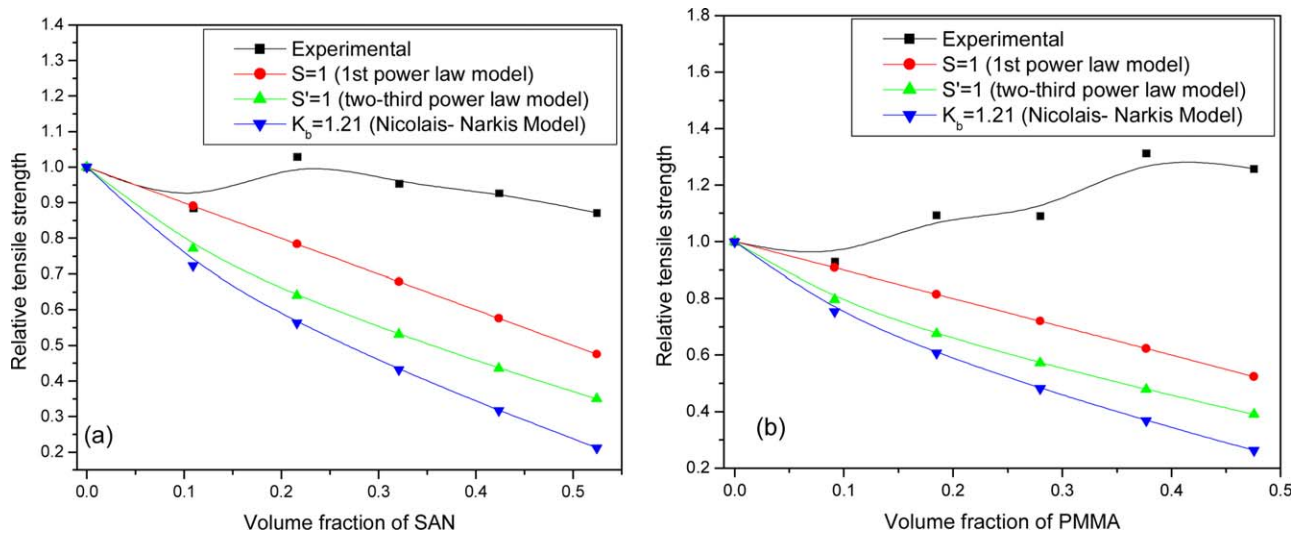 1.4
1.3
1.2
1.1
1.0
0.9
0.8
0.7
0.6
0.5
0.4
0.3
0.2
Relative tensile strength
Experimental
S=1 (1st power law model)
S'=1 (two-third power law model)
K_b=1.21 (Nicolais- Narkis Model)
(a)
0.0 0.1 0.2 0.3 0.4 0.5
Volume fraction of SAN
1.8
1.6
1.4
1.2
1.0
0.8
0.6
0.4
0.2
Relative tensile strength
Experimental
S=1 (1st power law model)
S'=1 (two-third power law model)
K_b=1.21 (Nicolais- Narkis Model)
(b)
0.0 0.1 0.2 0.3 0.4 0.5
Volume fraction of PMMA